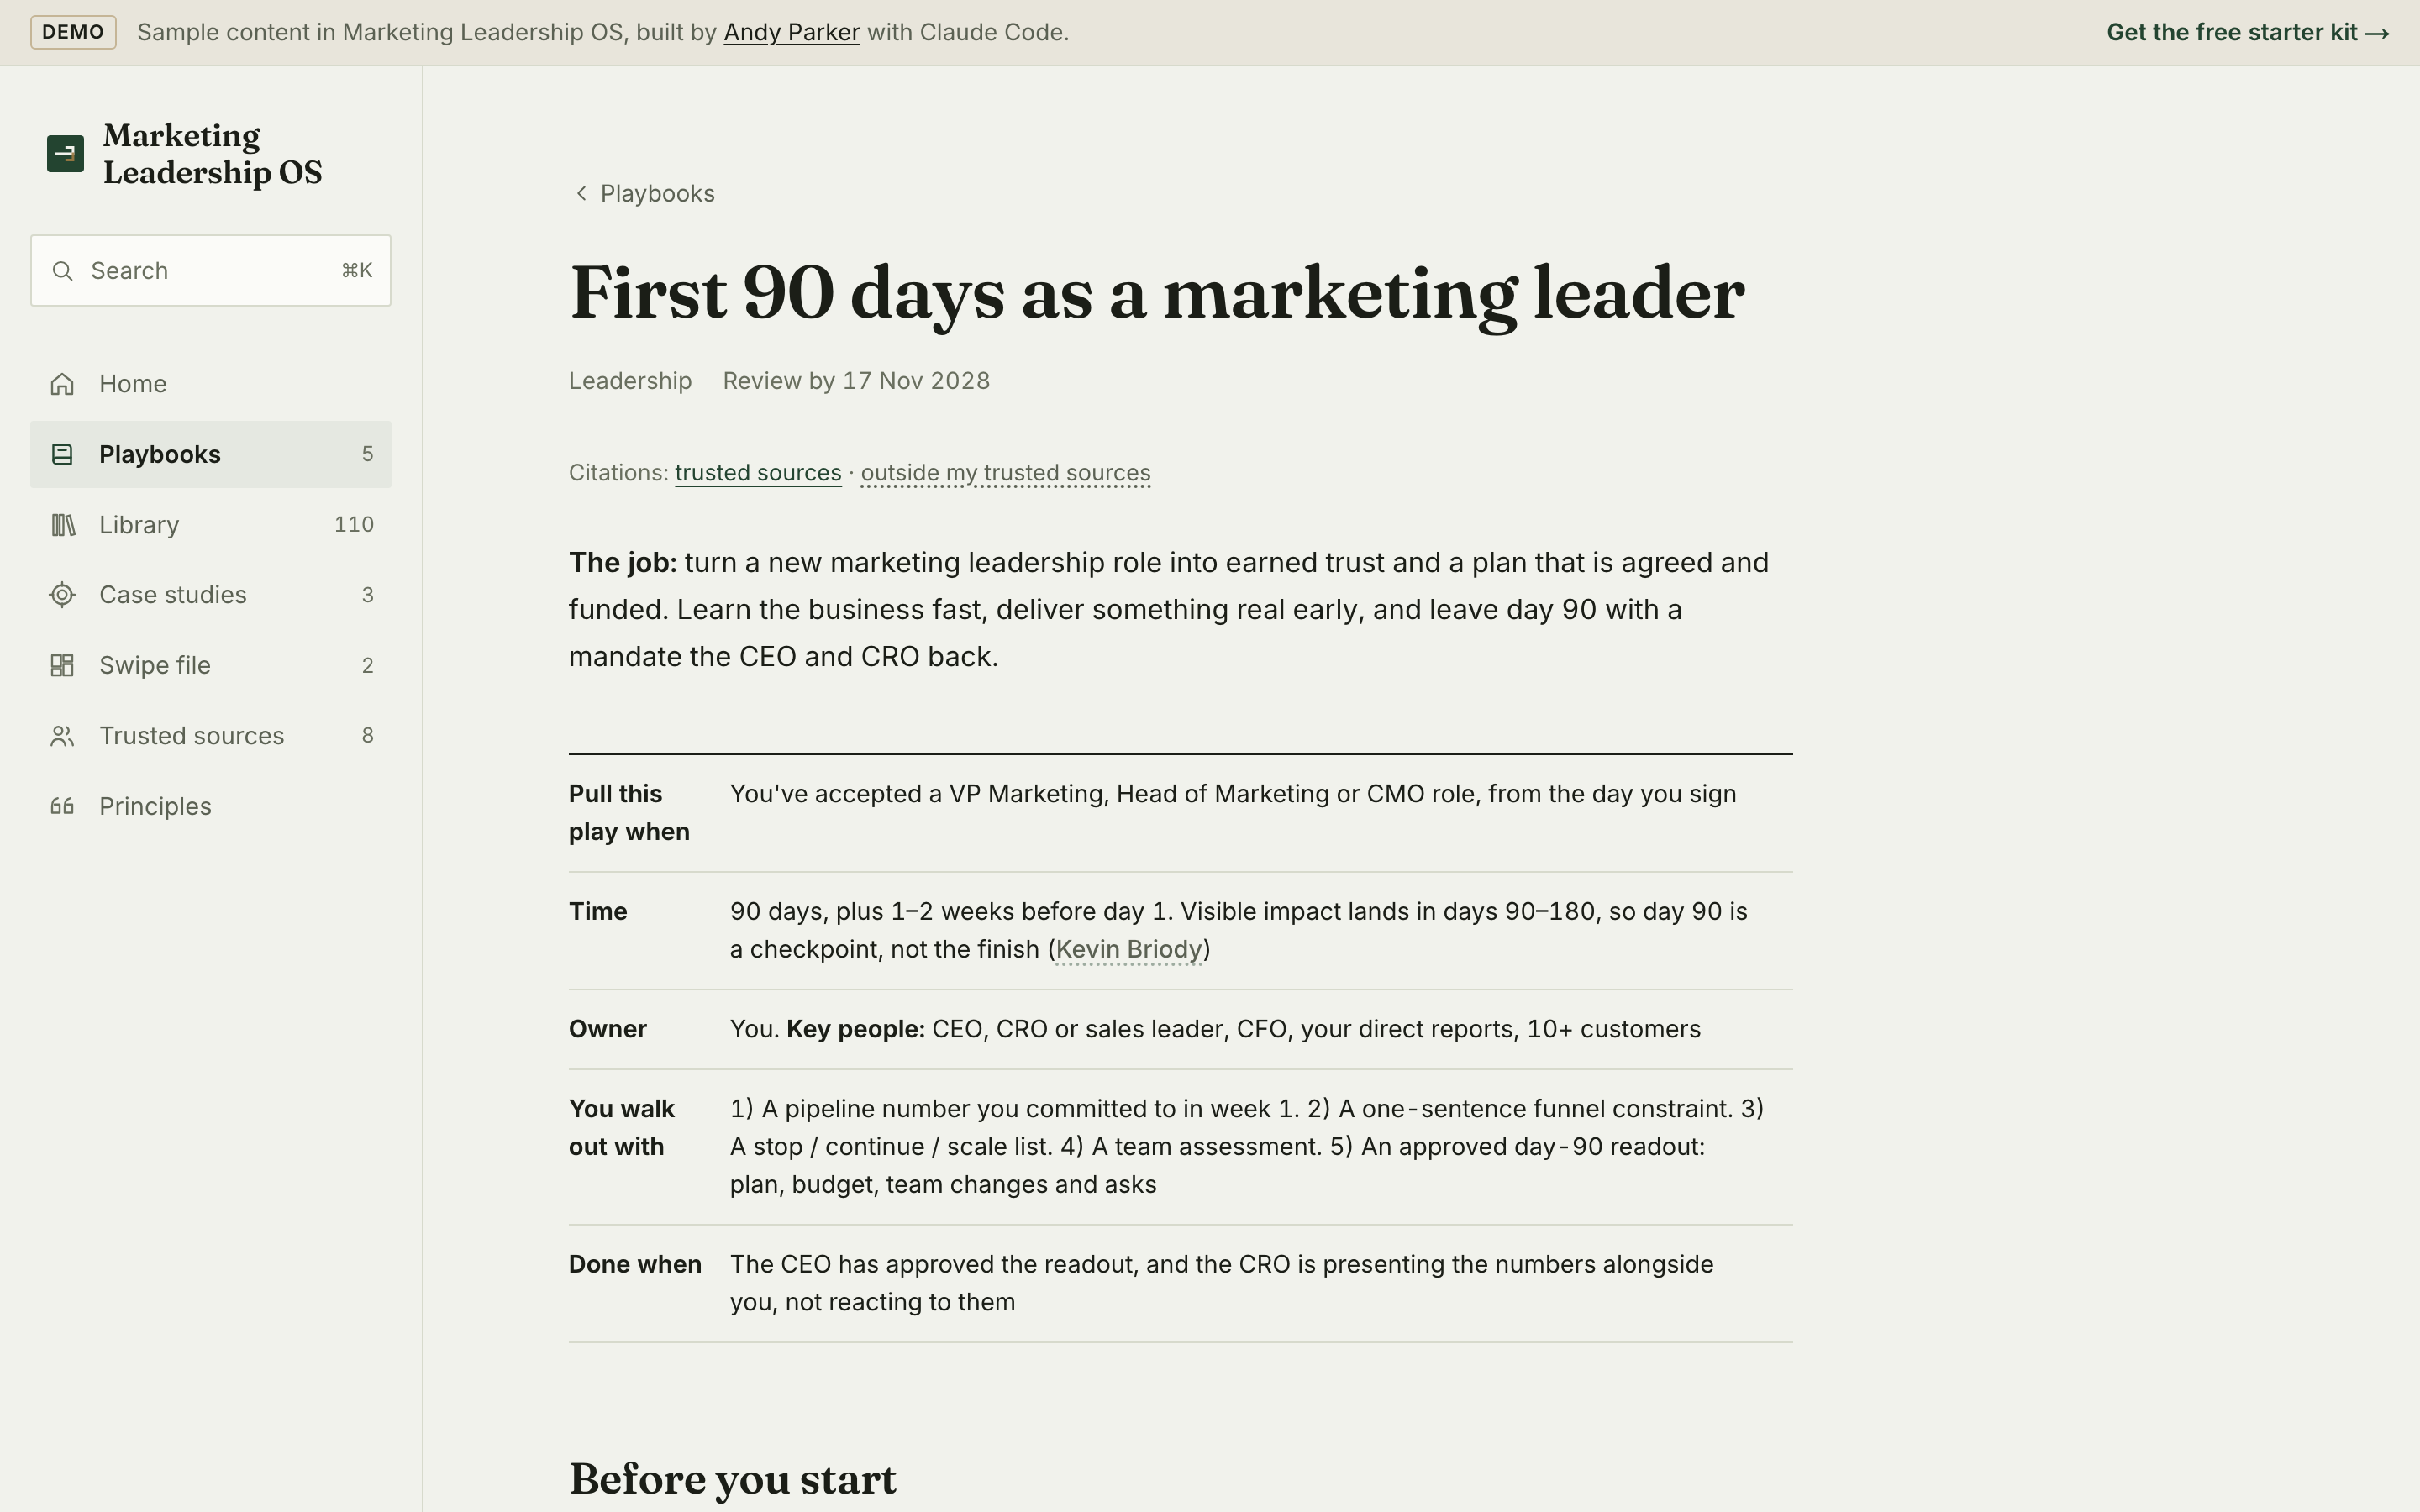 DEMO Sample content in Marketing Leadership OS, built by Andy Parker with Claude Code. Get the free starter kit →
Marketing
Leadership OS
Search ⌘K
Home
Playbooks 5
Library 110
Case studies 3
Swipe file 2
Trusted sources 8
Principles
Playbooks
First 90 days as a marketing leader
Leadership Review by 17 Nov 2028
Citations: trusted sources · outside my trusted sources
The job: turn a new marketing leadership role into earned trust and a plan that is agreed and
funded. Learn the business fast, deliver something real early, and leave day 90 with a
mandate the CEO and CRO back.
Pull this
play when
You've accepted a VP Marketing, Head of Marketing or CMO role, from the day you sign
Time
90 days, plus 1–2 weeks before day 1. Visible impact lands in days 90–180, so day 90 is
a checkpoint, not the finish (Kevin Briody)
Owner
You. Key people: CEO, CRO or sales leader, CFO, your direct reports, 10+ customers
You walk
out with
1) A pipeline number you committed to in week 1. 2) A one-sentence funnel constraint. 3)
A stop / continue / scale list. 4) A team assessment. 5) An approved day-90 readout:
plan, budget, team changes and asks
Done when
The CEO has approved the readout, and the CRO is presenting the numbers alongside
you, not reacting to them
Before you start